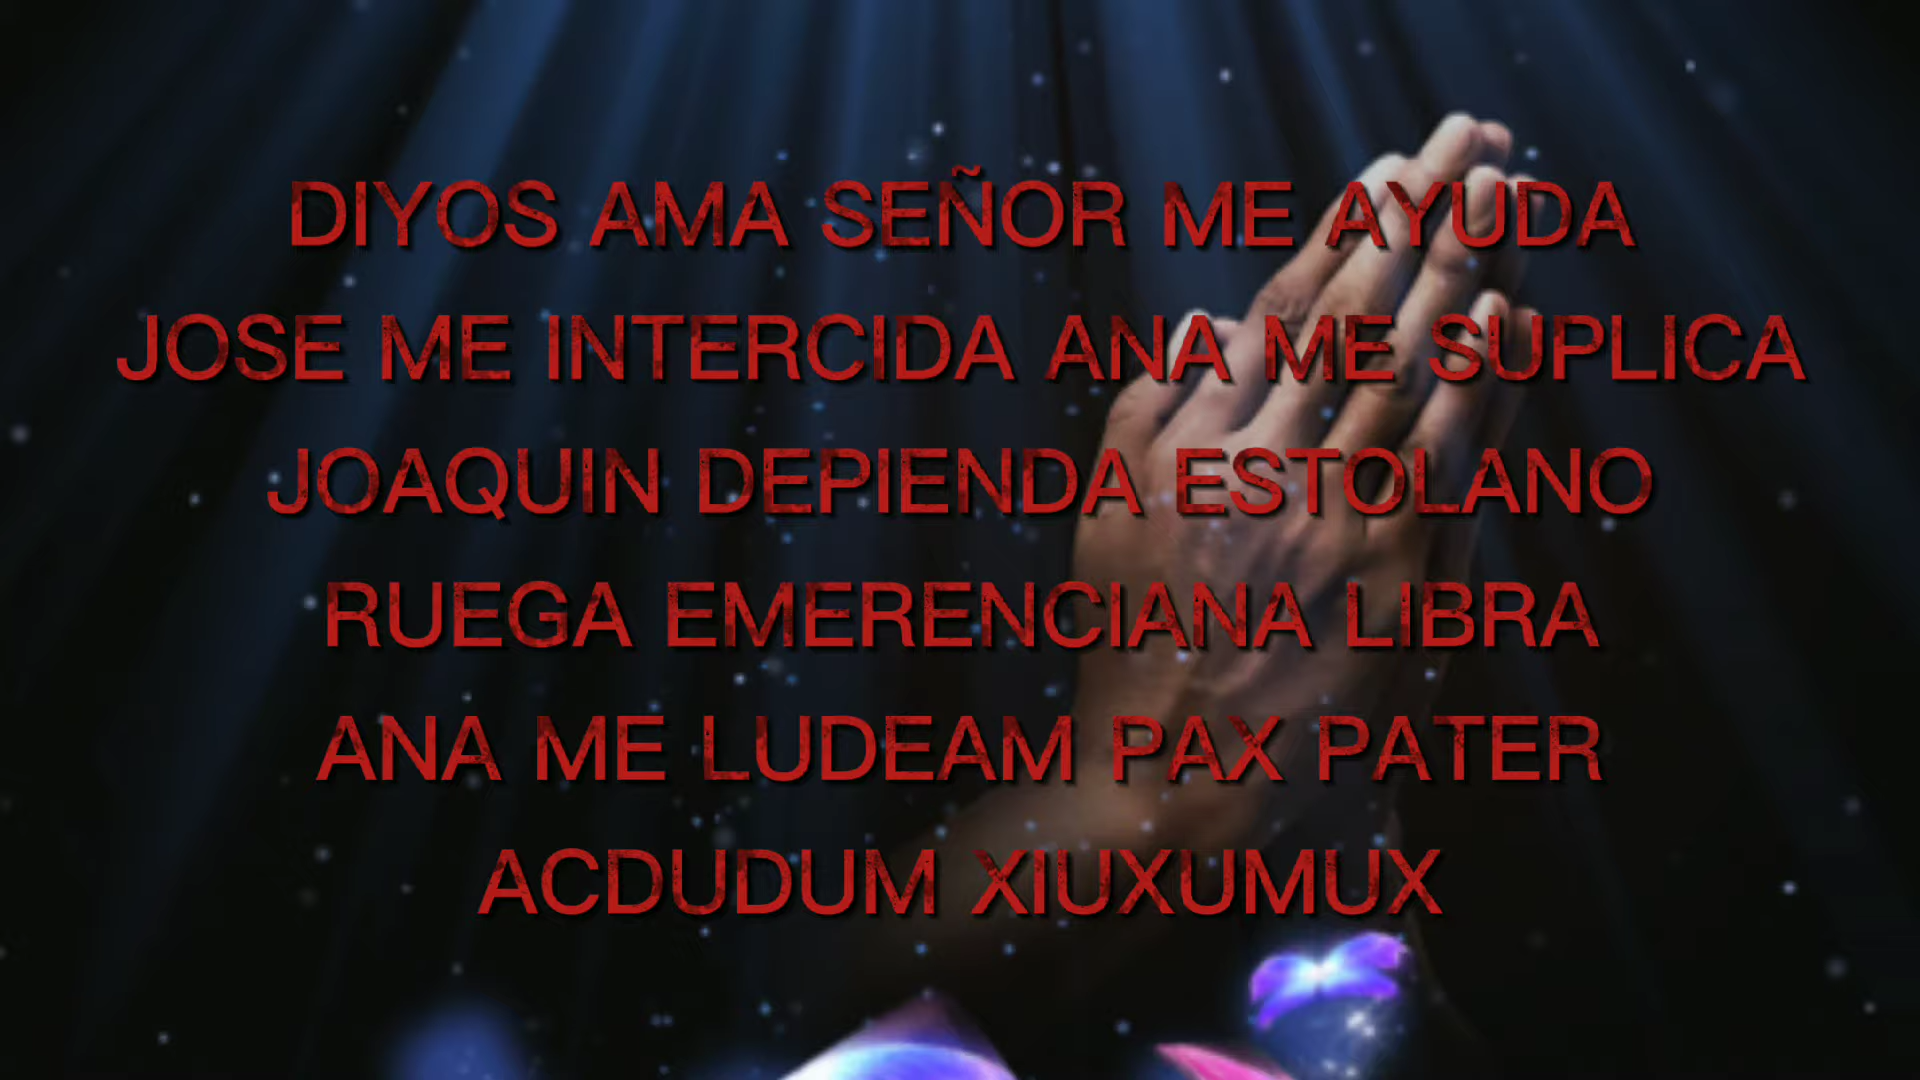 DIYOS AMA SEÑOR ME AYUDA
JOSE ME INTERCIDA ANA ME SUPLICA
JOAQUIN DEPIENDA ESTOLANO
RUEGA EMERENCIANA LIBRA
ANA ME LUDEAM PAX PATER
ACDUDUM XIUXUMUX